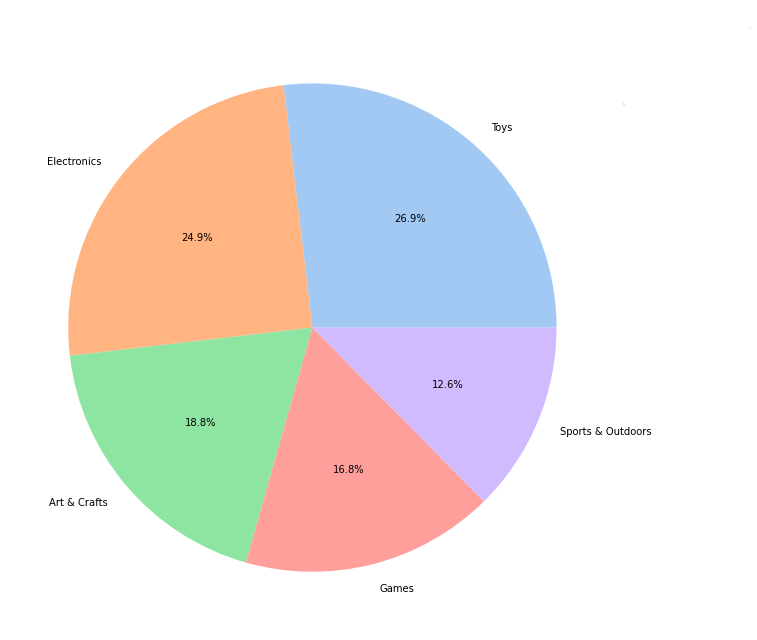 Toys
Electronics
26.9%
24.9%
12.6%
18.8%
Sports & Outdoors
16.8%
Art & Crafts
Games